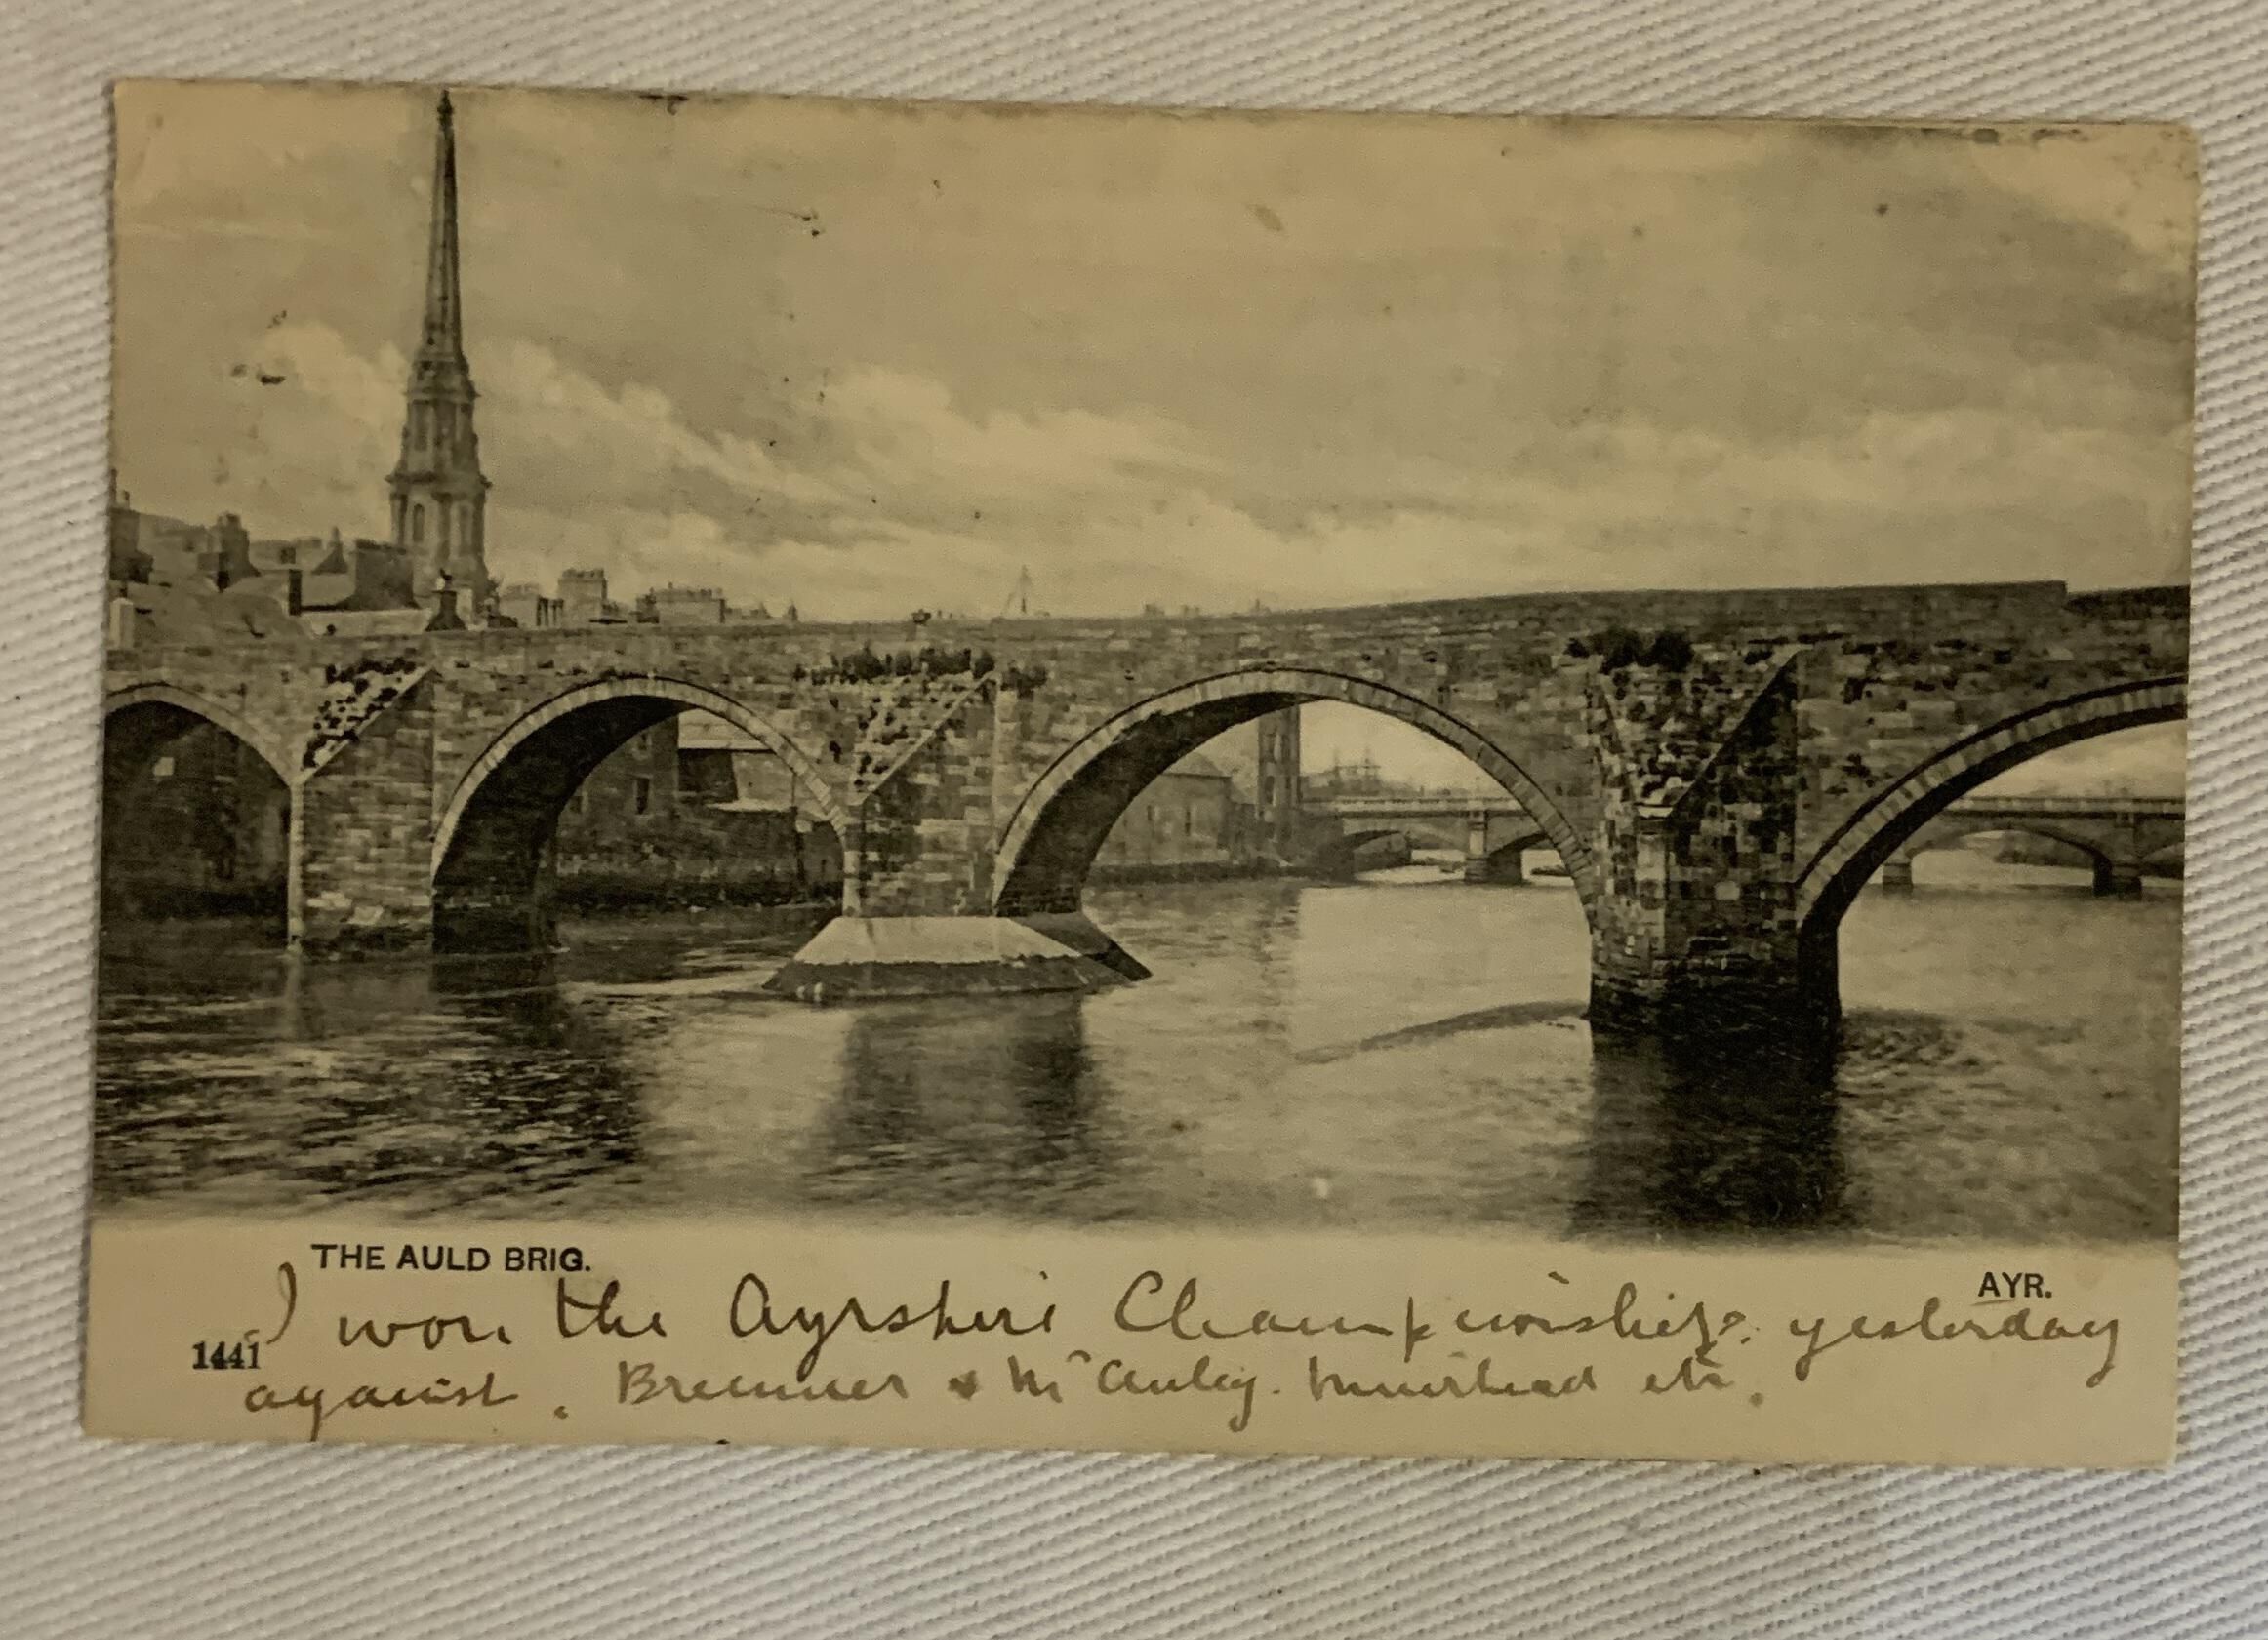 THE AULD BRIG.
AYR.
1441
I won the Ayrshire Championship. yesterday
against. Bremner & McAuley. Muirhead etc.